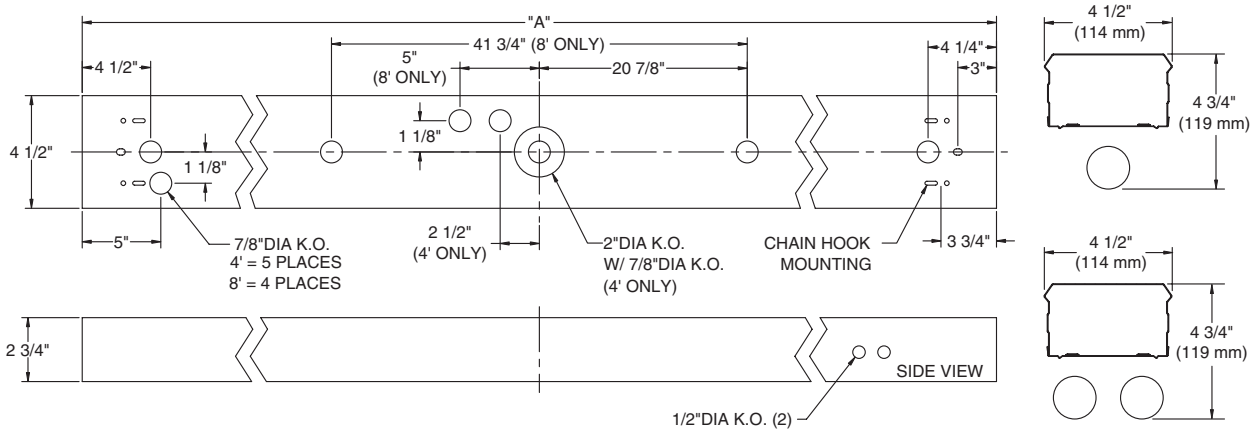 "A"
41 3/4" (8' ONLY)
5"
(8' ONLY)
20 7/8"
4 1/2"
4 1/4"
3"
4 1/2"
1 1/8"
1 1/8"
5"
7/8"DIA K.O.
4' = 5 PLACES
8' = 4 PLACES
2 1/2"
(4' ONLY)
2"DIA K.O.
W/ 7/8"DIA K.O.
(4' ONLY)
CHAIN HOOK
MOUNTING
3 3/4"
2 3/4"
SIDE VIEW
1/2"DIA K.O. (2)
4 1/2"
(114 mm)
4 3/4"
(119 mm)
4 1/2"
(114 mm)
4 3/4"
(119 mm)